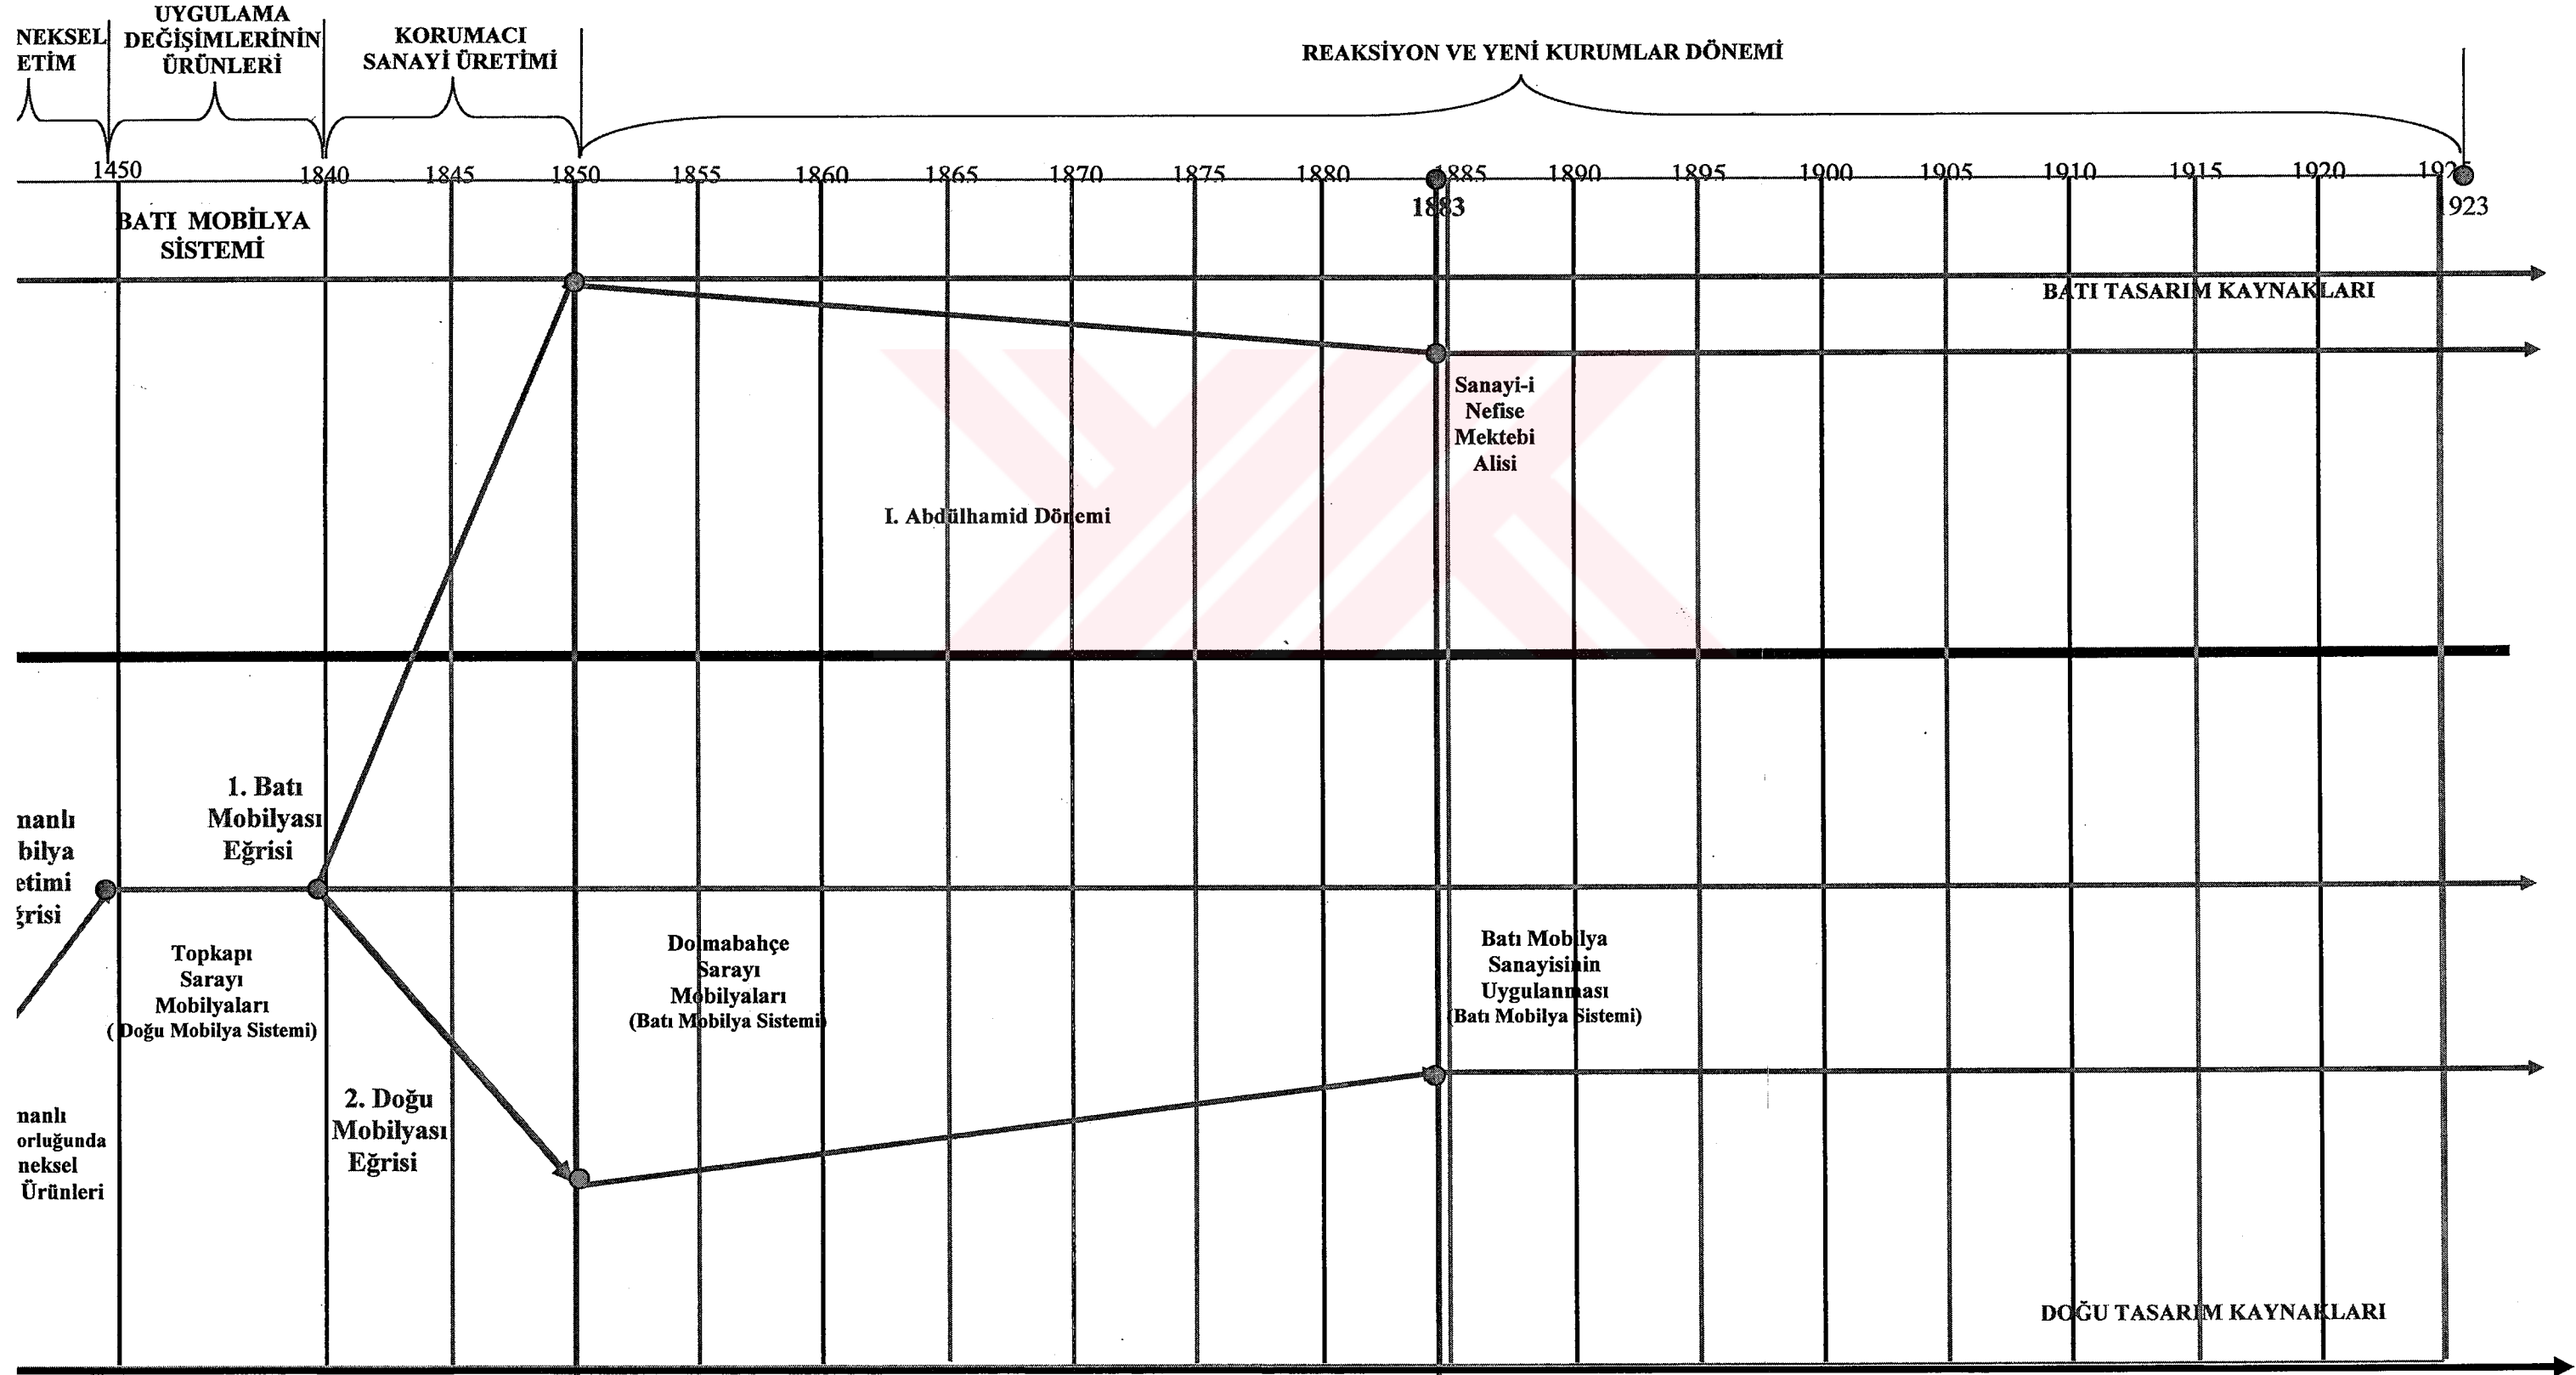 NEKSEL
ETİM
UYGULAMA
DEĞİŞİMLERİNİN
ÜRÜNLERİ
KORUMACI
SANAYİ ÜRETİMİ
REAKSİYON VE YENİ KURUMLAR DÖNEMİ
1450
1840
1845
1850
1855
1860
1865
1870
1875
1880
1885
1890
1895
1900
1905
1910
1915
1920
1925
1883
1923
BATI MOBİLYA
SİSTEMİ
BATI TASARIM KAYNAKLARI
Sanayi-i
Nefise
Mektebi
Alisi
I. Abdülhamid Dönemi
1. Batı
Mobilyası
Eğrisi
nanlı
bilya
etimi
ğrisi
Topkapı
Sarayı
Mobilyaları
( Doğu Mobilya Sistemi)
Dolmabahçe
Sarayı
Mobilyaları
(Batı Mobilya Sistemi)
Batı Mobilya
Sanayisinin
Uygulanması
(Batı Mobilya Sistemi)
2. Doğu
Mobilyası
Eğrisi
nanlı
orluğunda
neksel
Ürünleri
DOĞU TASARIM KAYNAKLARI